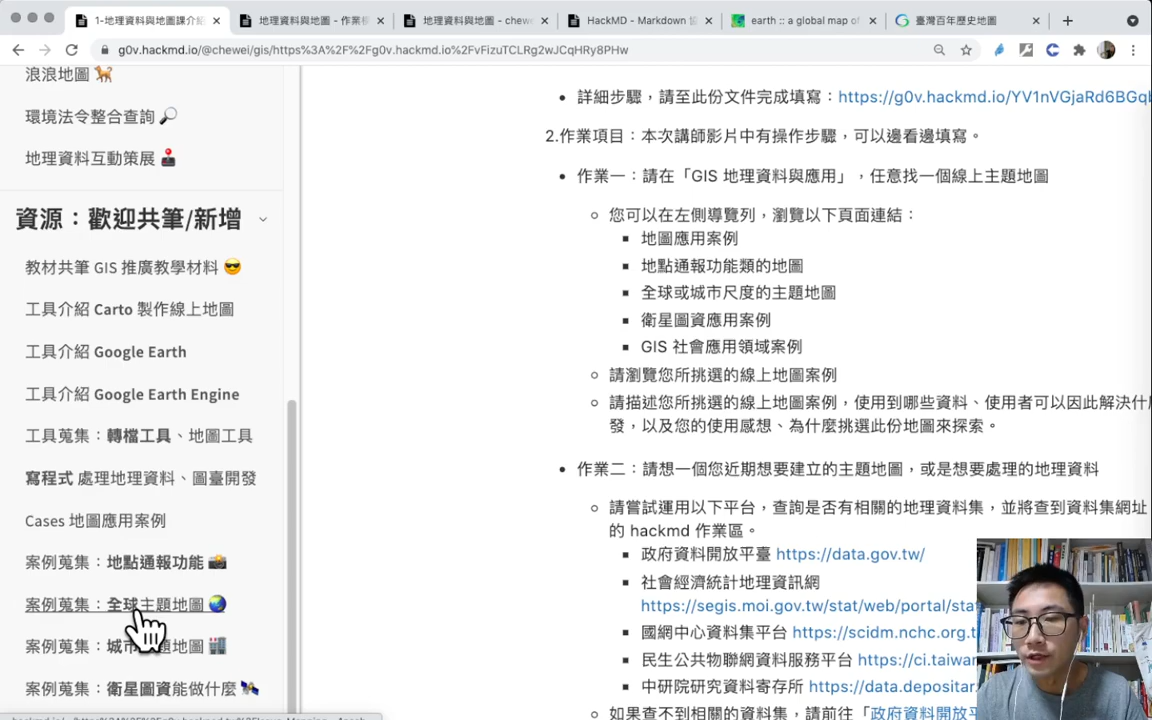 1-地理資料與地圖課介紹
地理資料與地圖 - 作業
地理資料與地圖 - chewe
HackMD - Markdown 協
earth :: a global map of
臺灣百年歷史地圖
g0v.hackmd.io/@chewei/gis/https%3A%2F%2Fg0v.hackmd.io%2FvFizuTCLRg2wJCqHRy8PHw
浪浪地圖
環境法令整合查詢
地理資料互動策展
資源：歡迎共筆/新增
教材共筆 GIS 推廣教學材料
工具介紹 Carto 製作線上地圖
工具介紹 Google Earth
工具介紹 Google Earth Engine
工具蒐集：轉檔工具、地圖工具
寫程式 處理地理資料、圖臺開發
Cases 地圖應用案例
案例蒐集：地點通報功能
案例蒐集：全球主題地圖
案例蒐集：城市 題地圖
案例蒐集：衛星圖資能做什麼
詳細步驟，請至此份文件完成填寫：https://g0v.hackmd.io/YV1nVGjaRd6BGql
2.作業項目：本次講師影片中有操作步驟，可以邊看邊填寫。
作業一：請在「GIS 地理資料與應用」，任意找一個線上主題地圖
您可以在左側導覽列，瀏覽以下頁面連結：
地圖應用案例
地點通報功能類的地圖
全球或城市尺度的主題地圖
衛星圖資應用案例
GIS 社會應用領域案例
請瀏覽您所挑選的線上地圖案例
請描述您所挑選的線上地圖案例，使用到哪些資料、使用者可以因此解決什
發，以及您的使用感想、為什麼挑選此份地圖來探索。
作業二：請想一個您近期想要建立的主題地圖，或是想要處理的地理資料
請嘗試運用以下平台，查詢是否有相關的地理資料集，並將查到資料集網址
的 hackmd 作業區。
政府資料開放平臺 https://data.gov.tw/
社會經濟統計地理資訊網
https://segis.moi.gov.tw/stat/web/portal/sta
國網中心資料集平台 https://scidm.nchc.org.t
民生公共物聯網資料服務平台 https://ci.taiwan
中研院研究資料寄存所 https://data.depositar.
如果查不到相關的資料集，請前往「政府資料開放平